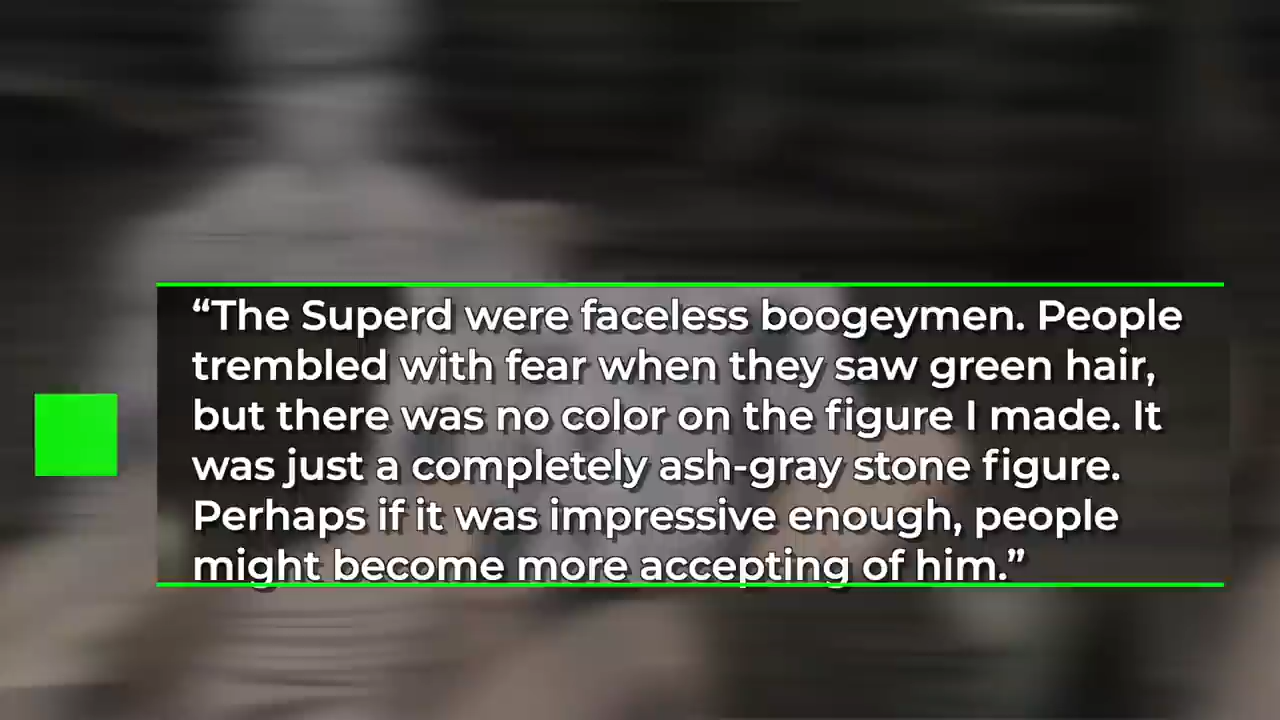 “The Superd were faceless boogeymen. People
trembled with fear when they saw green hair,
but there was no color on the figure I made. It
was just a completely ash-gray stone figure.
Perhaps if it was impressive enough, people
might become more accepting of him.”